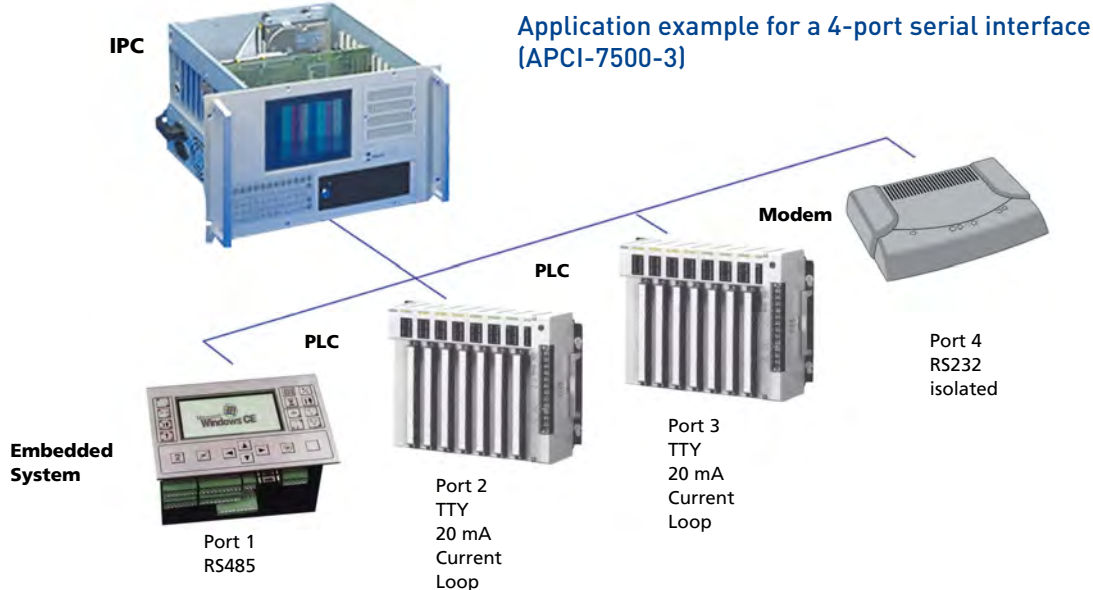 Application example for a 4-port serial interface
(APCI-7500-3)
IPC
Modem
PLC
PLC
Port 4
RS232
isolated
Windows CE
Embedded
System
Port 3
TTY
20 mA
Current
Loop
Port 2
TTY
20 mA
Current
Loop
Port 1
RS485